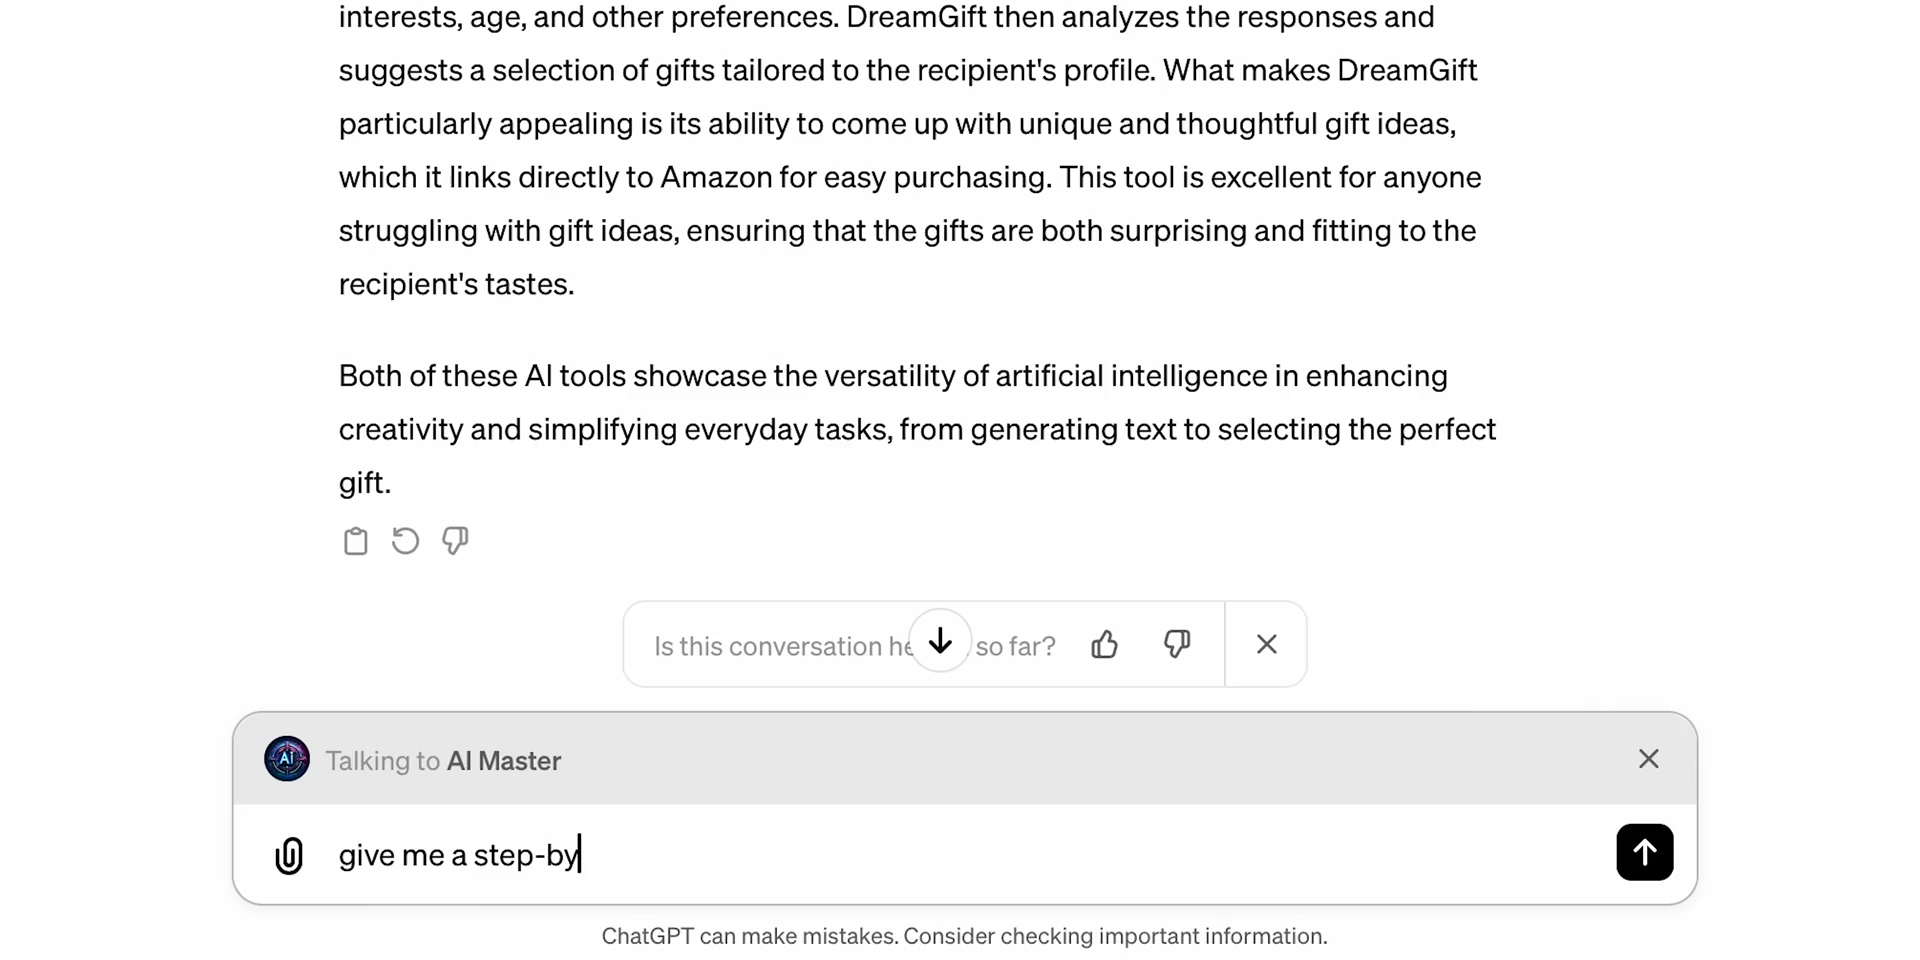 interests, age, and other preferences. DreamGift then analyzes the responses and
suggests a selection of gifts tailored to the recipient's profile. What makes DreamGift
particularly appealing is its ability to come up with unique and thoughtful gift ideas,
which it links directly to Amazon for easy purchasing. This tool is excellent for anyone
struggling with gift ideas, ensuring that the gifts are both surprising and fitting to the
recipient's tastes.
Both of these AI tools showcase the versatility of artificial intelligence in enhancing
creativity and simplifying everyday tasks, from generating text to selecting the perfect
gift.
Is this conversation so far?
Ai Talking to AI Master
give me a step-by
ChatGPT can make mistakes. Consider checking important information.